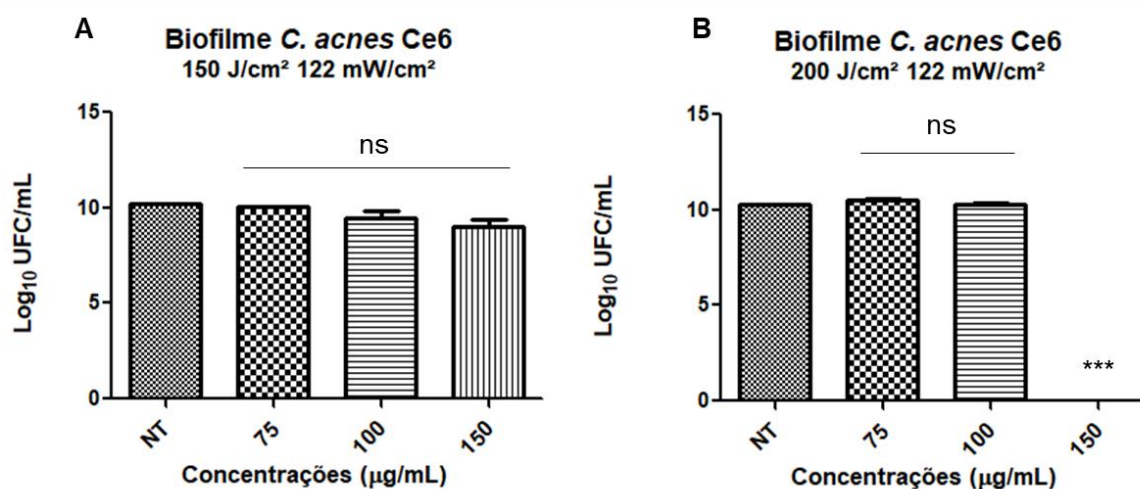 A
Biofilme C. acnes Ce6
150 J/cm² 122 mW/cm²
ns
15
10
5
0
Log₁₀ UFC/mL
NT
75
100
150
Concentrações (µg/mL)
B
Biofilme C. acnes Ce6
200 J/cm² 122 mW/cm²
ns
15
10
5
0
Log₁₀ UFC/mL
***
NT
75
100
150
Concentrações (µg/mL)